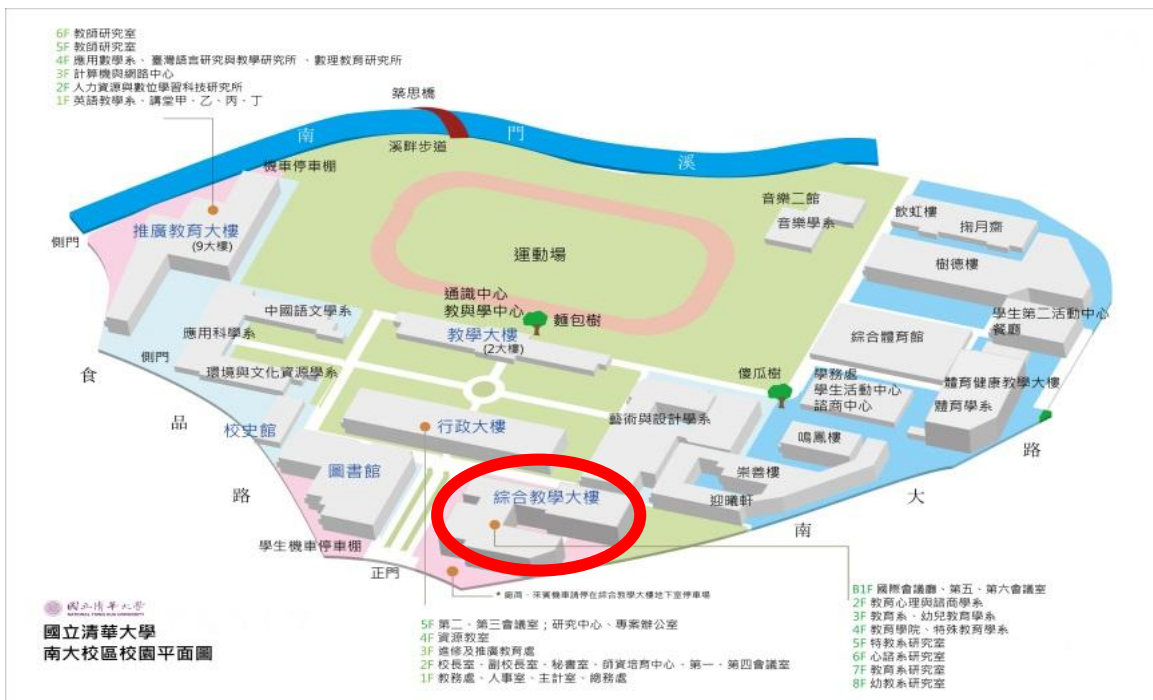 6F 教師研究室
5F 教師研究室
4F 應用數學系、臺灣語言研究與教學研究所、數理教育研究所
3F 計算機與網路中心
2F 人力資源與數位學習科技研究所
1F 英語教學系、講堂甲、乙、丙、丁
築思橋
南
門
溪
溪畔步道
機車停車棚
側門
推廣教育大樓
(9大樓)
音樂二館
音樂學系
飲虹樓
掬月齋
樹德樓
運動場
通識中心
教與學中心
麵包樹
教學大樓
(2大樓)
中國語文學系
應用科學系
側門
環境與文化資源學系
學生第二活動中心
餐廳
綜合體育館
傻瓜樹
學務處
學生活動中心
諮商中心
體育健康教學大樓
體育學系
食
品
路
校史館
行政大樓
藝術與設計學系
鳴鳳樓
崇善樓
迎曦軒
路
大
南
圖書館
綜合教學大樓
學生機車停車棚
正門
* 廠商、來賓機車請停在綜合教學大樓地下室停車場
國立清華大學
NATIONAL TSING HUA UNIVERSITY
國立清華大學
南大校區校園平面圖
5F 第二、第三會議室；研究中心、專案辦公室
4F 資源教室
3F 進修及推廣教育處
2F 校長室、副校長室、秘書室、師資培育中心、第一、第四會議室
1F 教務處、人事室、主計室、總務處
B1F 國際會議廳、第五、第六會議室
2F 教育心理與諮商學系
3F 教育系、幼兒教育學系
4F 教育學院、特殊教育學系
5F 特教系研究室
6F 心諮系研究室
7F 教育系研究室
8F 幼教系研究室